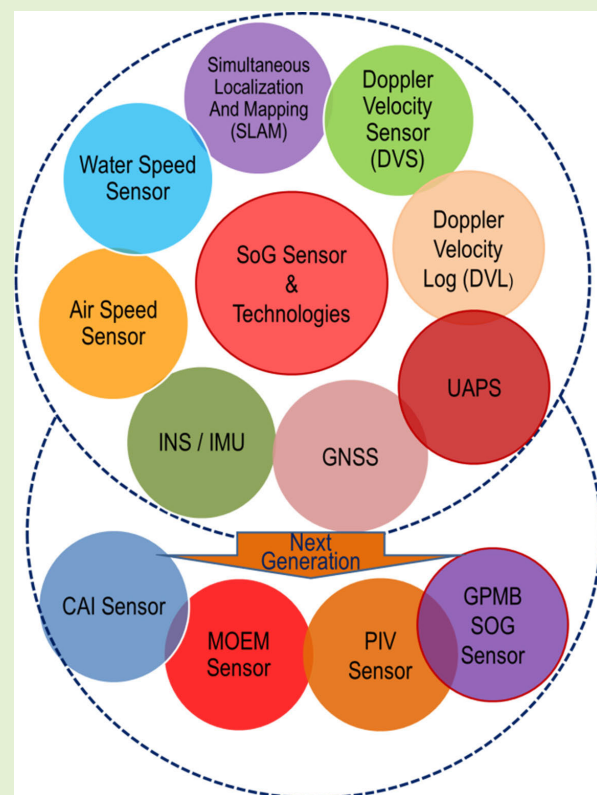 Simultaneous
Localization
And Mapping
(SLAM)
Doppler
Velocity
Sensor
(DVS)
Water Speed
Sensor
Doppler
Velocity
Log (DVL)
SoG Sensor
&
Technologies
Air Speed
Sensor
UAPS
INS / IMU
GNSS
Next
Generation
CAI Sensor
MOEM
Sensor
PIV
Sensor
GPMB
SOG
Sensor